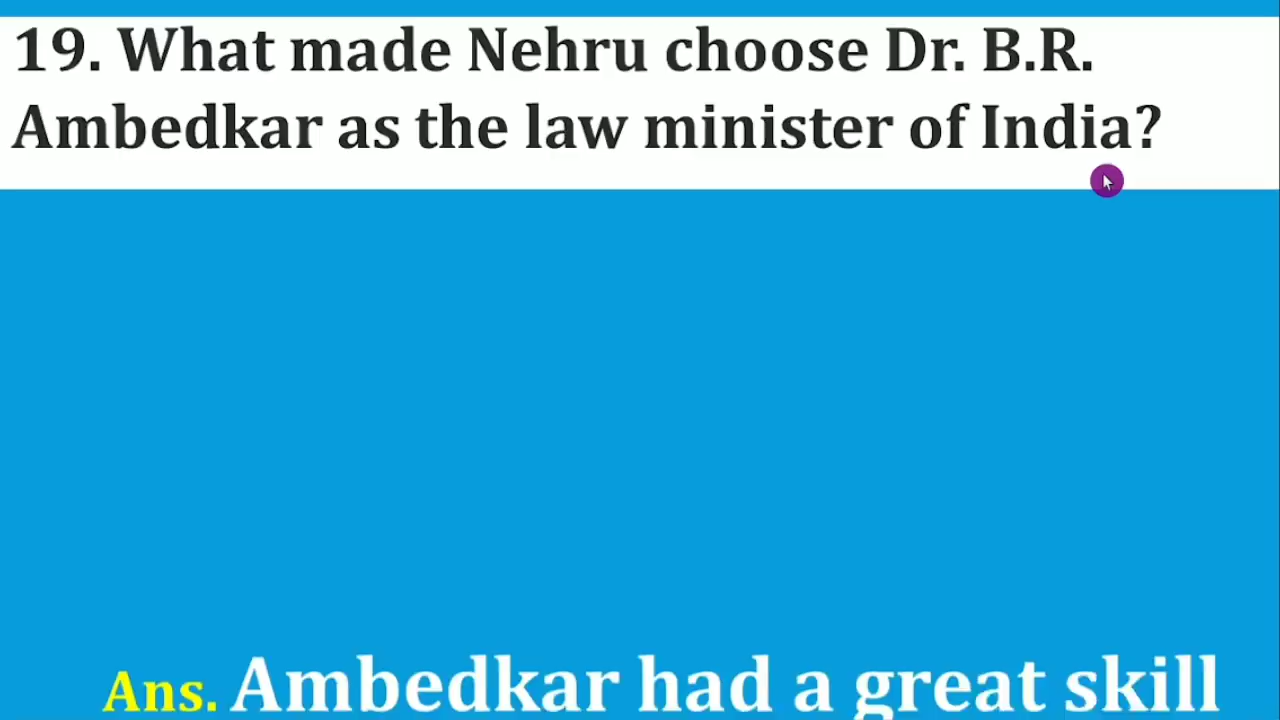 19. What made Nehru choose Dr. B.R.
Ambedkar as the law minister of India?
Ans. Ambedkar had a great skill